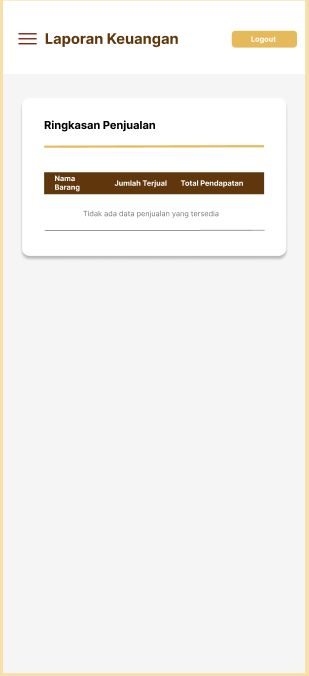 Laporan Keuangan
Logout
Ringkasan Penjualan
Nama
Barang
Jumlah Terjual
Total Pendapatan
Tidak ada data penjualan yang tersedia